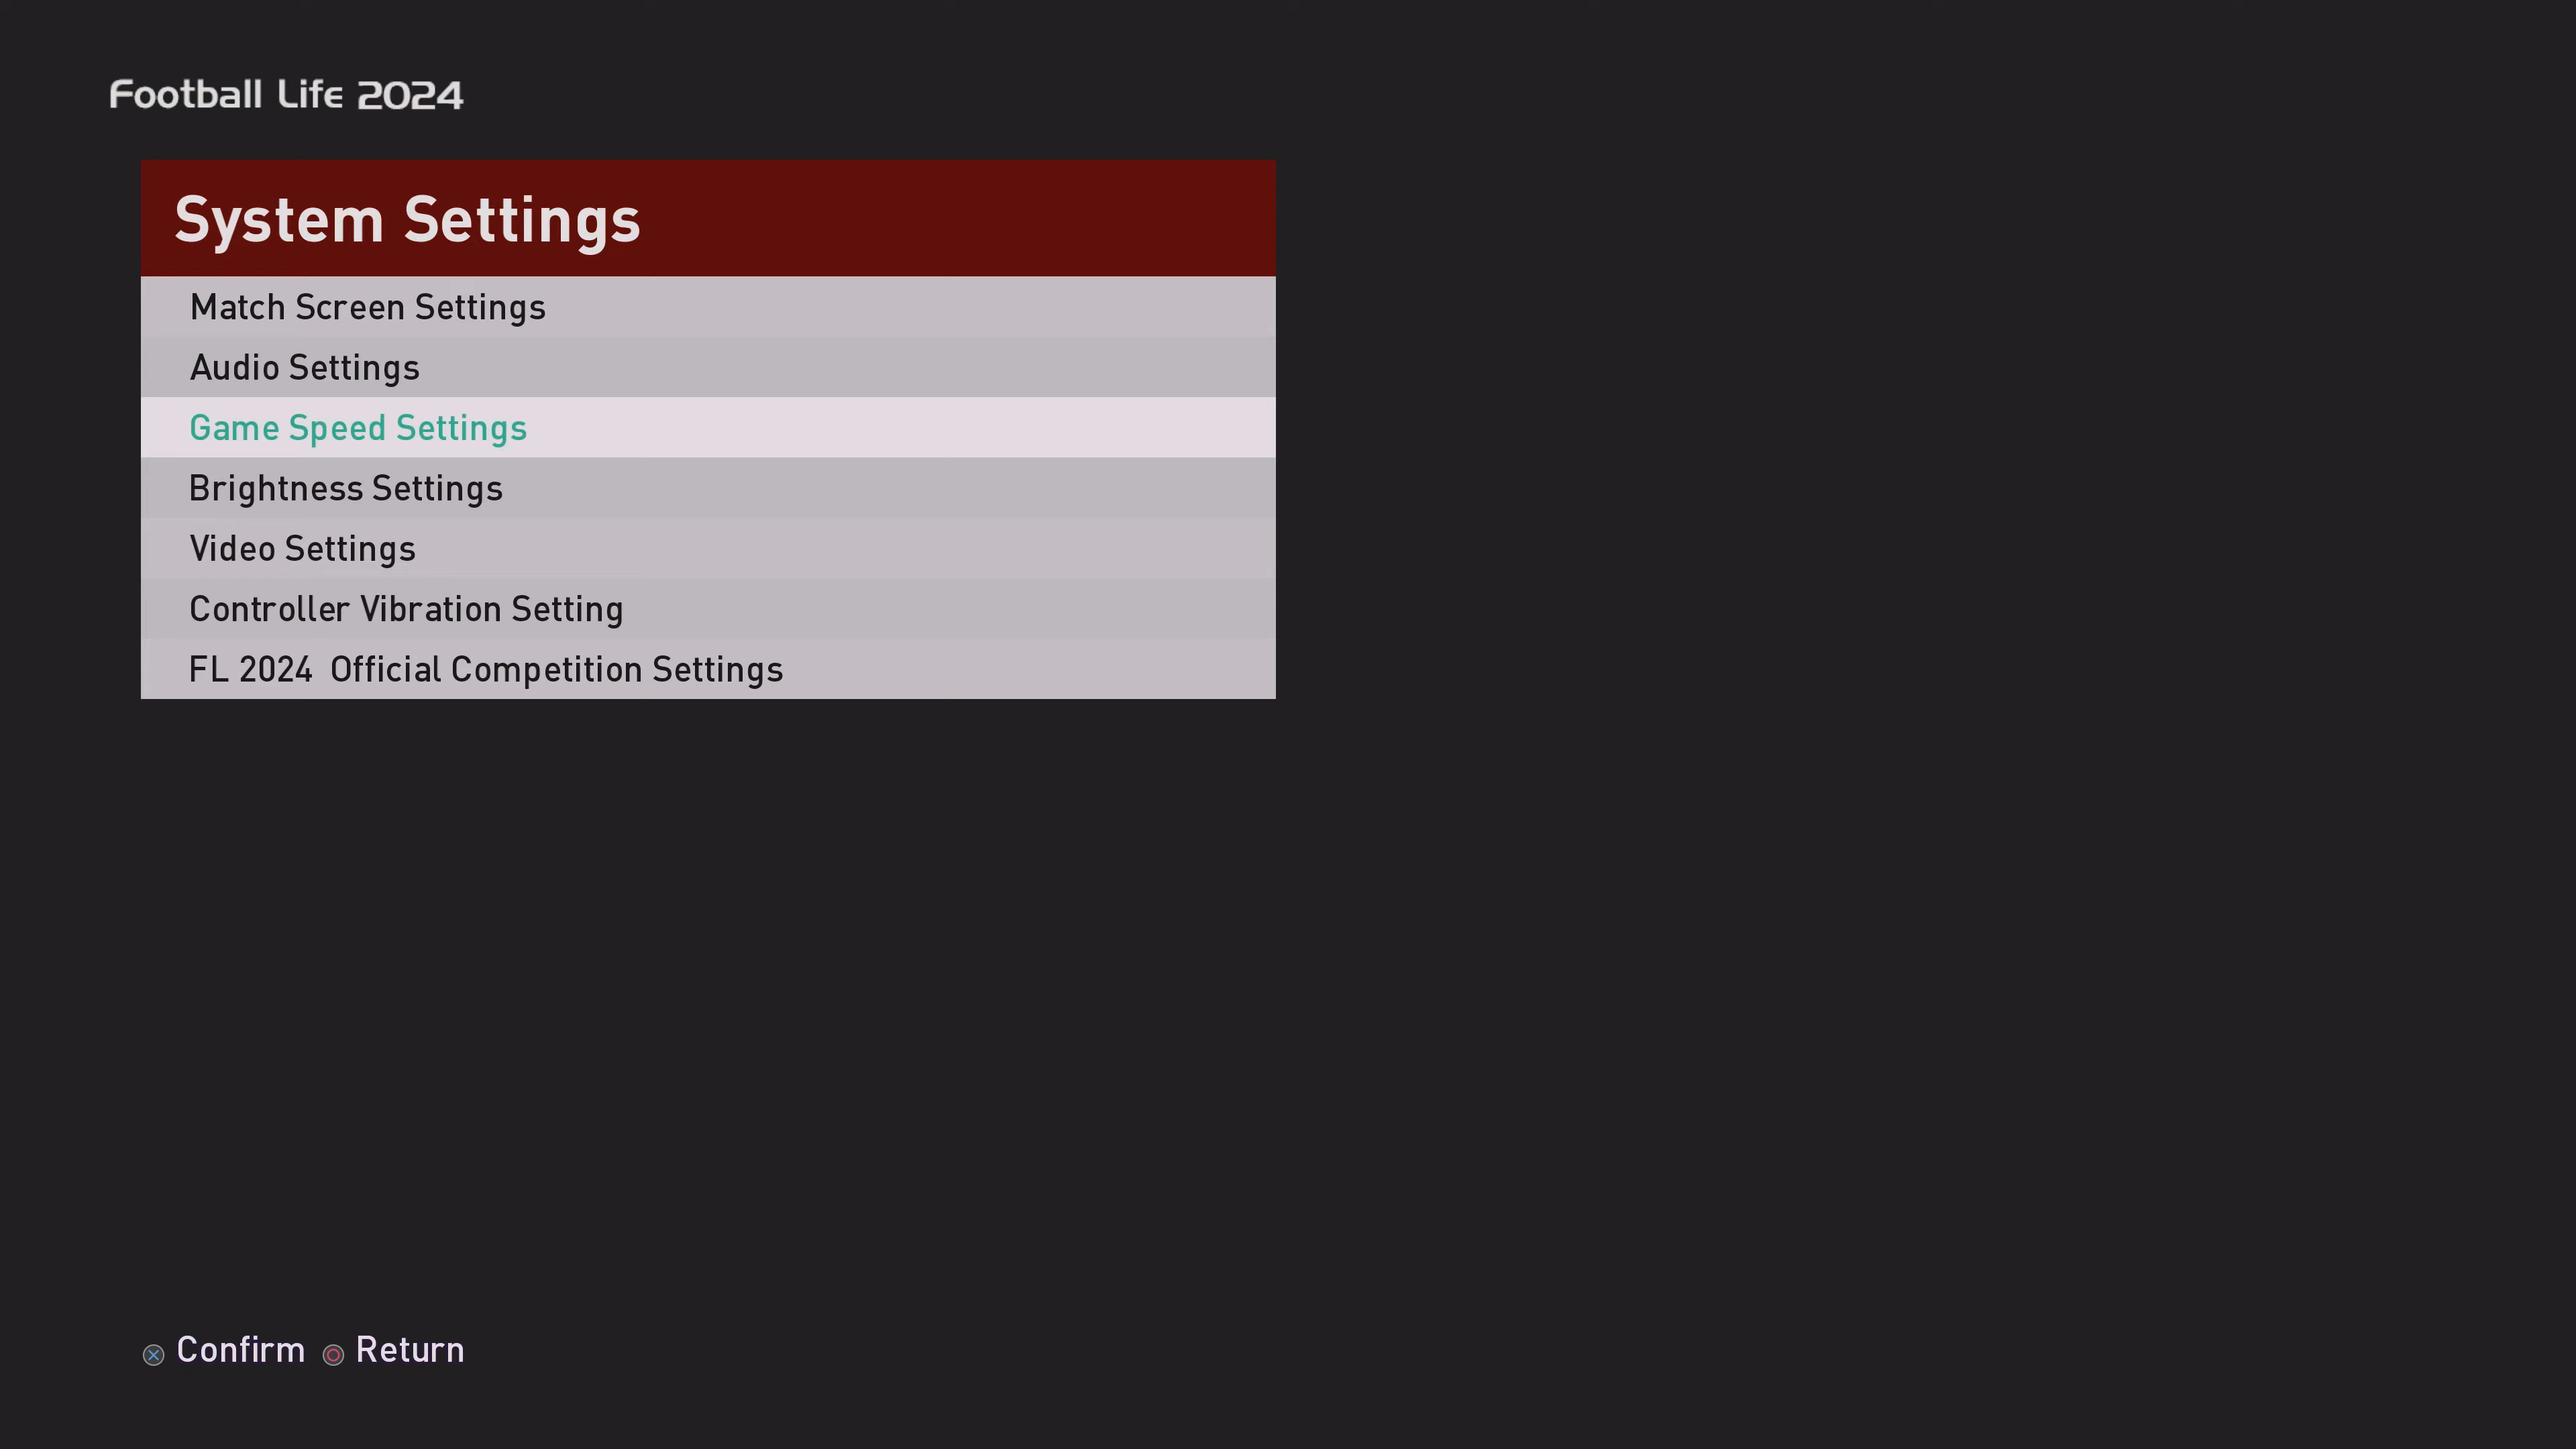 Football Life 2024
System Settings
Match Screen Settings
Audio Settings
Game Speed Settings
Brightness Settings
Video Settings
Controller Vibration Setting
FL 2024  Official Competition Settings
Confirm Return